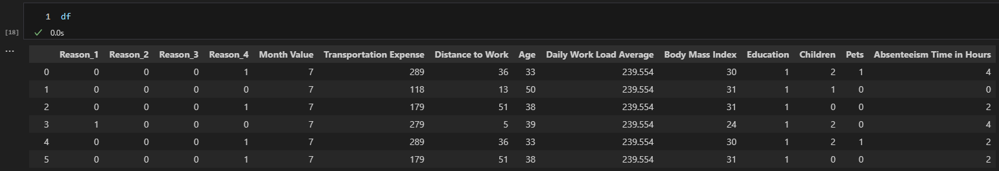 1 df
[18] ✓ 0.0s
...
Reason_1 Reason_2 Reason_3 Reason_4 Month Value Transportation Expense Distance to Work Age Daily Work Load Average Body Mass Index Education Children Pets Absenteeism Time in Hours
0 0 0 0 1 7 289 36 33 239.554 30 1 2 1 4
1 0 0 0 0 7 118 13 50 239.554 31 1 1 0 0
2 0 0 0 1 7 179 51 38 239.554 31 1 0 0 2
3 1 0 0 0 7 279 5 39 239.554 24 1 2 0 4
4 0 0 0 1 7 289 36 33 239.554 30 1 2 1 2
5 0 0 0 1 7 179 51 38 239.554 31 1 0 0 2